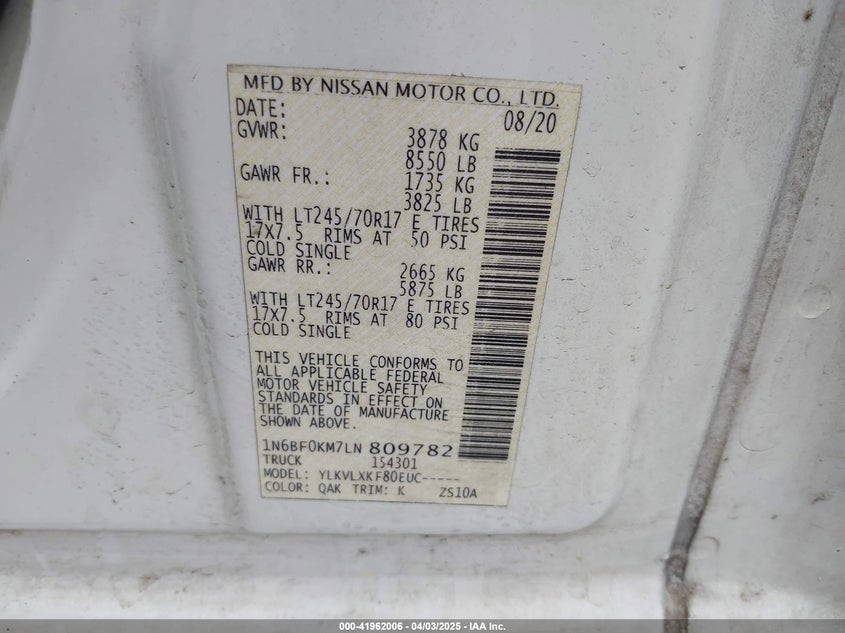 MFD BY NISSAN MOTOR CO., LTD.
DATE: 08/20
GVWR: 3878 KG
8550 LB
GAWR FR.: 1735 KG
3825 LB
WITH LT245/70R17 E TIRES
17X7.5 RIMS AT 50 PSI
COLD SINGLE
GAWR RR.: 2665 KG
5875 LB
WITH LT245/70R17 E TIRES
17X7.5 RIMS AT 80 PSI
COLD SINGLE
THIS VEHICLE CONFORMS TO
ALL APPLICABLE FEDERAL
MOTOR VEHICLE SAFETY
STANDARDS IN EFFECT ON
THE DATE OF MANUFACTURE
SHOWN ABOVE.
1N6BF0KM7LN 809782
TRUCK 1S4301
MODEL: YLKVLXKF80EUC-----
COLOR: QAK TRIM: K ZS10A
000-41962006 - 04/03/2025 - IAA Inc.